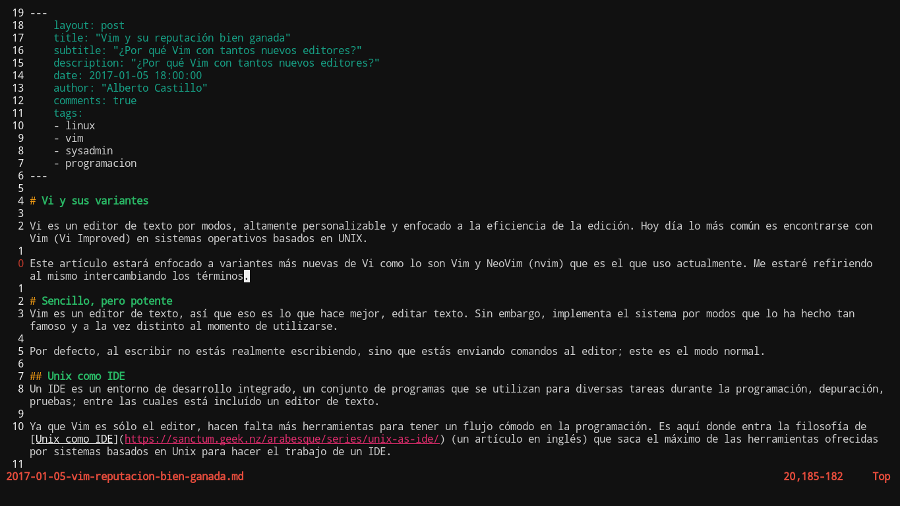 19 ---
18 layout: post
17 title: "Vim y su reputación bien ganada"
16 subtitle: "¿Por qué Vim con tantos nuevos editores?"
15 description: "¿Por qué Vim con tantos nuevos editores?"
14 date: 2017-01-05 18:00:00
13 author: "Alberto Castillo"
12 comments: true
11 tags:
10 - linux
9 - vim
8 - sysadmin
7 - programacion
6 ---
5
4 # Vi y sus variantes
3
2 Vi es un editor de texto por modos, altamente personalizable y enfocado a la eficiencia de la edición. Hoy día lo más común es encontrarse con
Vim (Vi Improved) en sistemas operativos basados en UNIX.
1
0 Este artículo estará enfocado a variantes más nuevas de Vi como lo son Vim y NeoVim (nvim) que es el que uso actualmente. Me estaré refiriendo
al mismo intercambiando los términos.
1
2 # Sencillo, pero potente
3 Vim es un editor de texto, así que eso es lo que hace mejor, editar texto. Sin embargo, implementa el sistema por modos que lo ha hecho tan
famoso y a la vez distinto al momento de utilizarse.
4
5 Por defecto, al escribir no estás realmente escribiendo, sino que estás enviando comandos al editor; este es el modo normal.
6
7 ## Unix como IDE
8 Un IDE es un entorno de desarrollo integrado, un conjunto de programas que se utilizan para diversas tareas durante la programación, depuración,
pruebas; entre las cuales está incluído un editor de texto.
9
10 Ya que Vim es sólo el editor, hacen falta más herramientas para tener un flujo cómodo en la programación. Es aquí donde entra la filosofía de
[Unix como IDE](https://sanctum.geek.nz/arabesque/series/unix-as-ide/) (un artículo en inglés) que saca el máximo de las herramientas ofrecidas
por sistemas basados en Unix para hacer el trabajo de un IDE.
11
2017-01-05-vim-reputacion-bien-ganada.md 20,185-182 Top